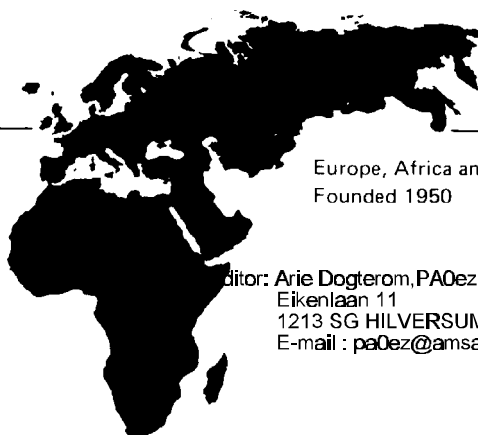 Europe, Africa an
Founded 1950
ditor: Arie Dogterom,PA0ez
Eikenlaan 11
1213 SG HILVERSUM
E-mail : pa0ez@amsa